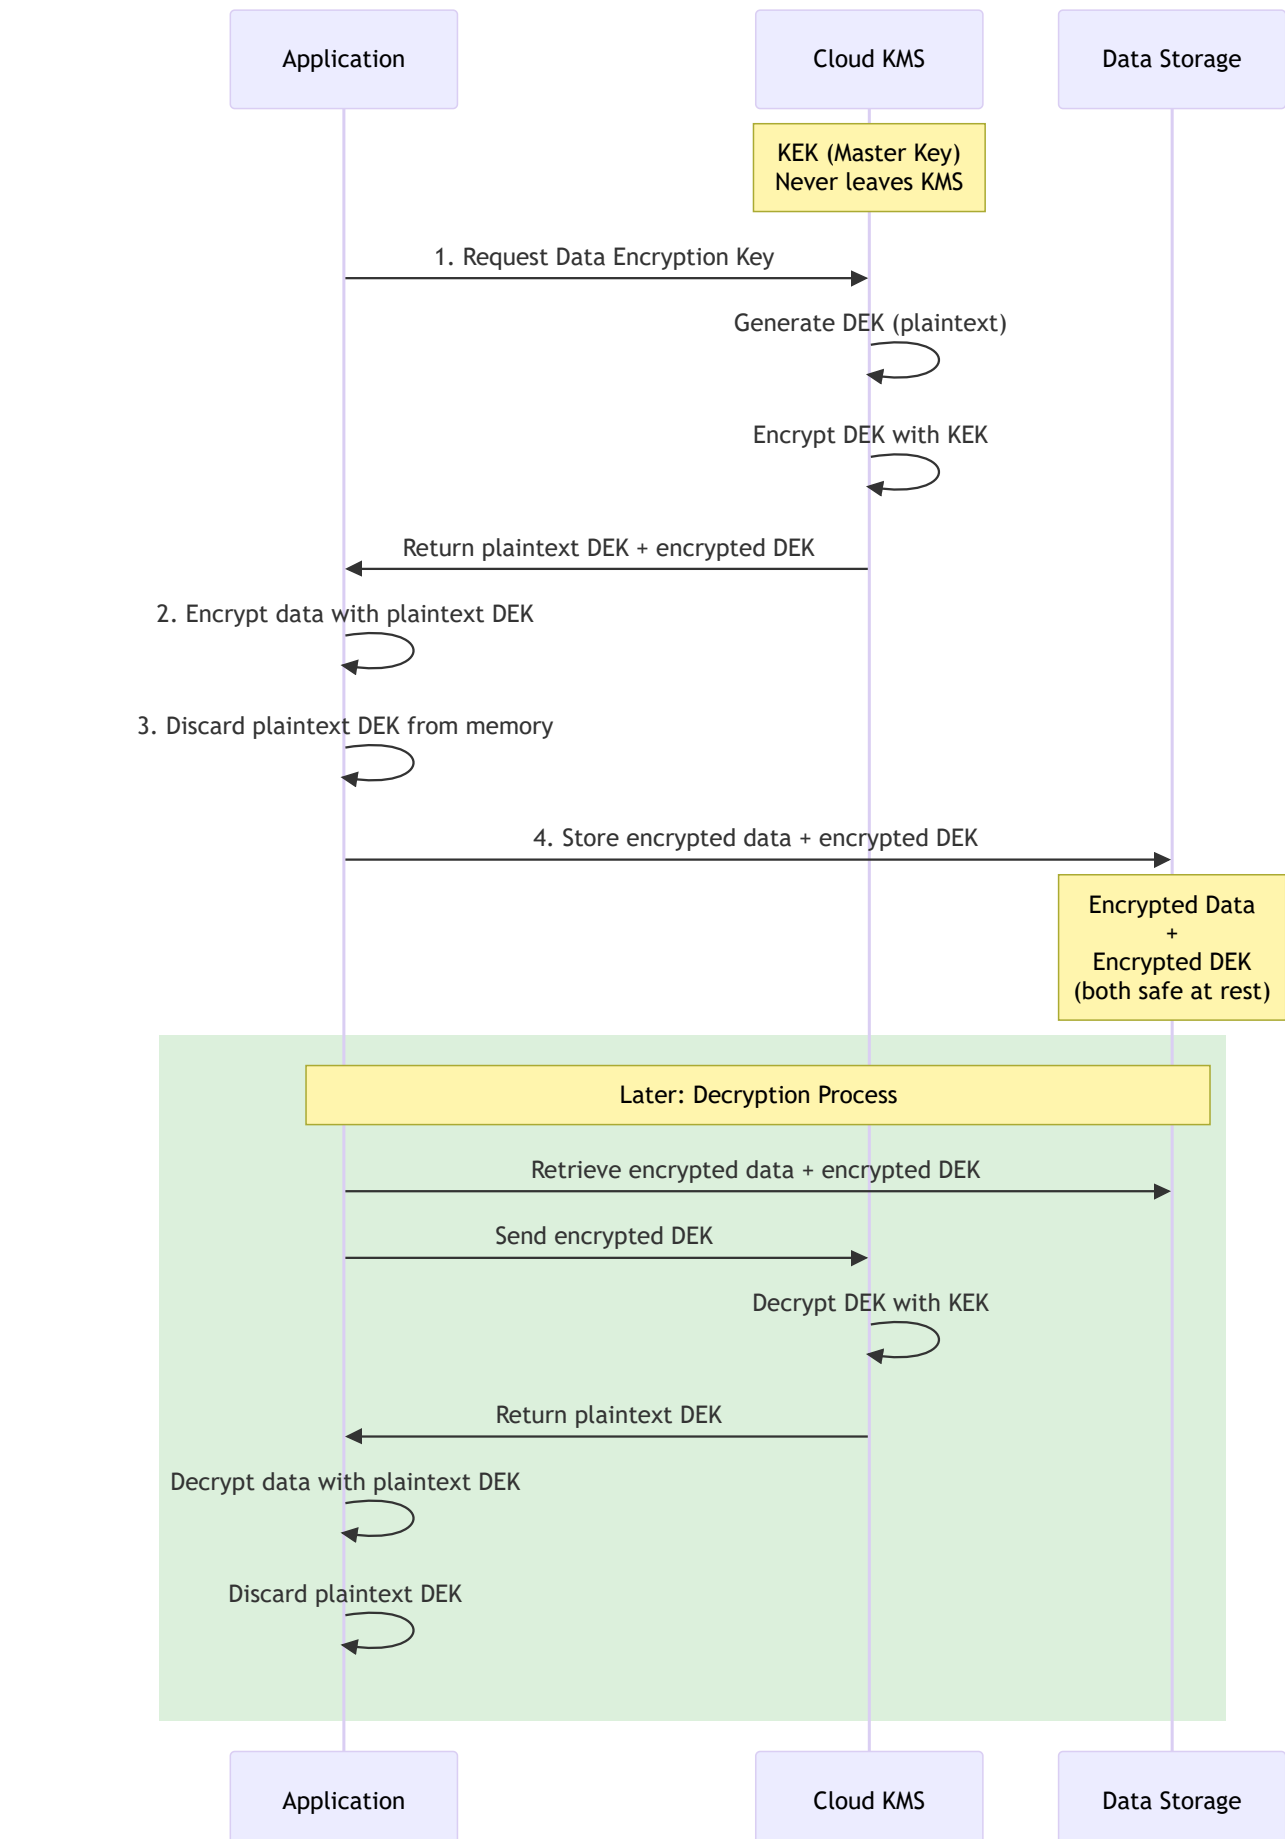 Application
Cloud KMS
Data Storage
KEK (Master Key)
Never leaves KMS
1. Request Data Encryption Key
Generate DEK (plaintext)
Encrypt DEK with KEK
Return plaintext DEK + encrypted DEK
2. Encrypt data with plaintext DEK
3. Discard plaintext DEK from memory
4. Store encrypted data + encrypted DEK
Encrypted Data
+
Encrypted DEK
(both safe at rest)
Later: Decryption Process
Retrieve encrypted data + encrypted DEK
Send encrypted DEK
Decrypt DEK with KEK
Return plaintext DEK
Decrypt data with plaintext DEK
Discard plaintext DEK
Application
Cloud KMS
Data Storage